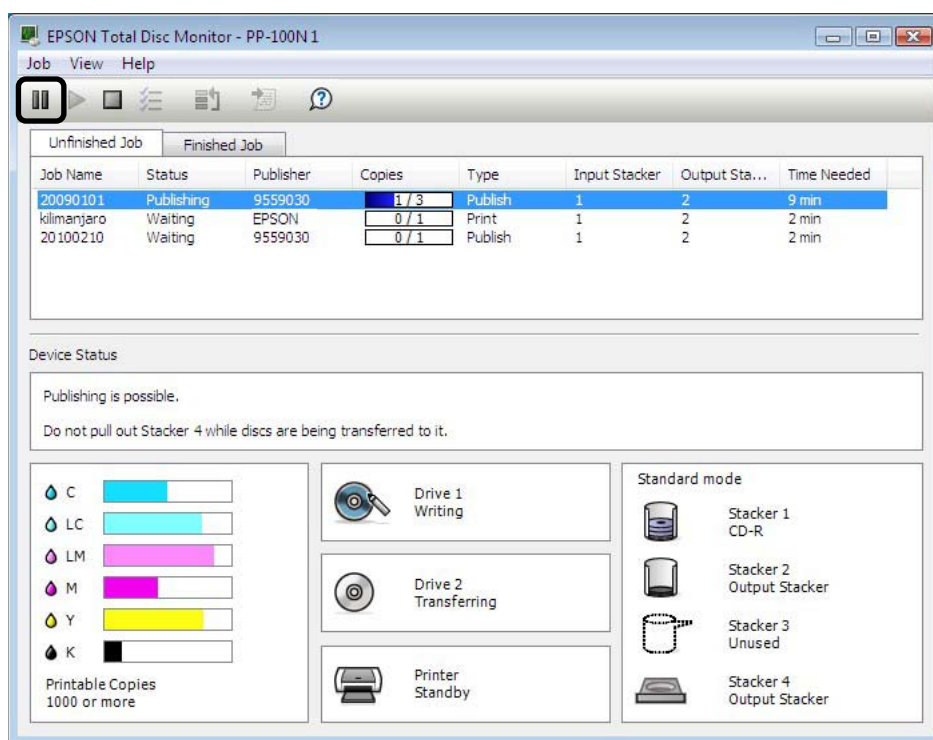 EPSON Total Disc Monitor - PP-100N 1
Job View Help
Unfinished Job Finished Job
Job Name Status Publisher Copies Type Input Stacker Output Sta... Time Needed
20090101 Publishing 9559030 1 / 3 Publish 1 2 9 min
kilimanjaro Waiting EPSON 0 / 1 Print 1 2 2 min
20100210 Waiting 9559030 0 / 1 Publish 1 2 2 min
Device Status
Publishing is possible.
Do not pull out Stacker 4 while discs are being transferred to it.
C
LC
LM
M
Y
K
Printable Copies
1000 or more
Drive 1
Writing
Drive 2
Transferring
Printer
Standby
Standard mode
Stacker 1
CD-R
Stacker 2
Output Stacker
Stacker 3
Unused
Stacker 4
Output Stacker